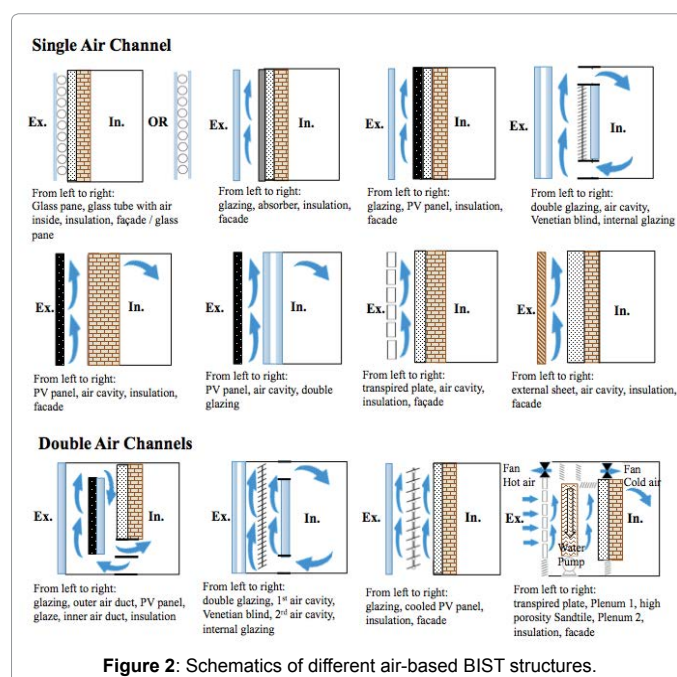 Single Air Channel
Ex.
In.
OR
Ex.
In.
Ex.
In.
Ex.
In.
From left to right:
Glass pane, glass tube with air
inside, insulation, façade / glass
pane
From left to right:
glazing, absorber, insulation,
facade
From left to right:
glazing, PV panel, insulation,
facade
From left to right:
double glazing, air cavity,
Venetian blind, internal glazing
Ex.
In.
Ex.
In.
Ex.
In.
Ex.
In.
From left to right:
PV panel, air cavity, insulation,
facade
From left to right:
PV panel, air cavity, double
glazing
From left to right:
transpired plate, air cavity,
insulation, façade
From left to right:
external sheet, air cavity, insulation,
facade
Double Air Channels
Ex.
In.
Ex.
In.
Ex.
In.
Fan
Hot air
Fan
Cold air
Ex.
In.
Water
Pump
From left to right:
glazing, outer air duct, PV panel,
glaze, inner air duct, insulation
From left to right:
double glazing, 1st air cavity,
Venetian blind, 2rd air cavity,
internal glazing
From left to right:
glazing, cooled PV panel,
insulation, facade
From left to right:
transpired plate, Plenum 1, high
porosity Sandtile, Plenum 2,
insulation, facade
Figure 2: Schematics of different air-based BIST structures.